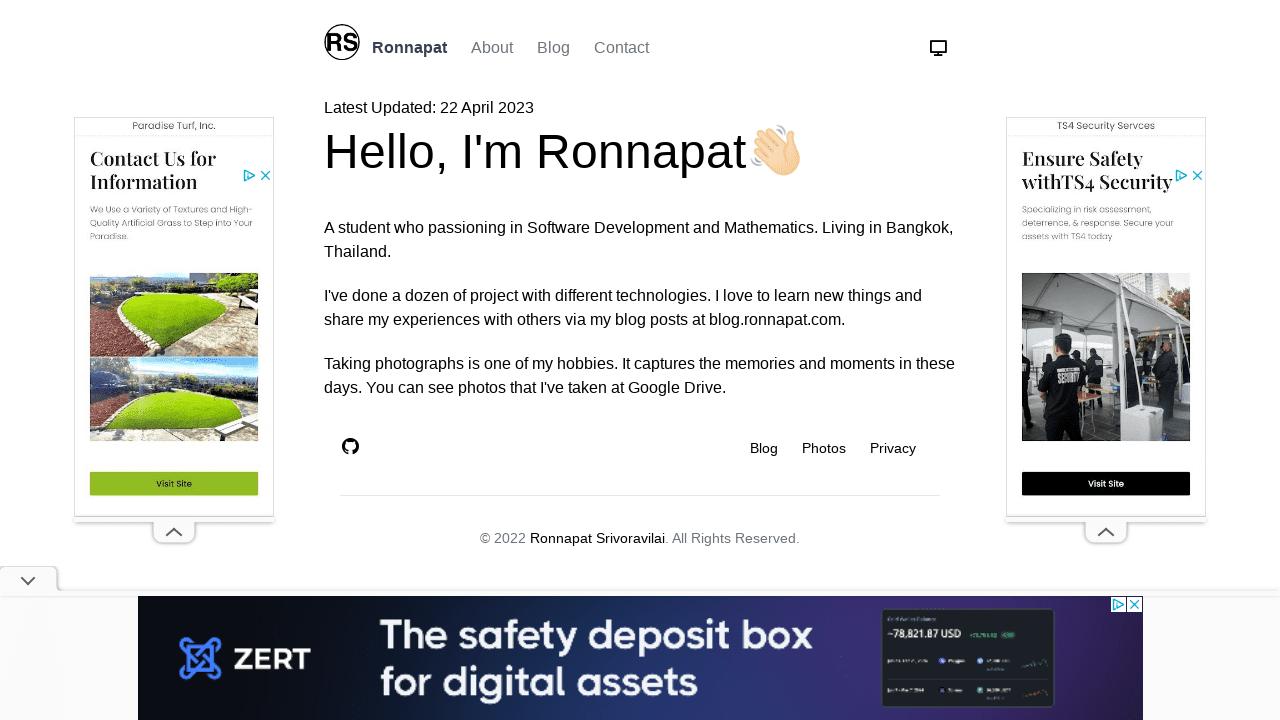 RS Ronnapat About Blog Contact
Latest Updated: 22 April 2023
Hello, I'm Ronnapat👋🏻
A student who passioning in Software Development and Mathematics. Living in Bangkok,
Thailand.
I've done a dozen of project with different technologies. I love to learn new things and
share my experiences with others via my blog posts at blog.ronnapat.com.
Taking photographs is one of my hobbies. It captures the memories and moments in these
days. You can see photos that I've taken at Google Drive.
Blog Photos Privacy
© 2022 Ronnapat Srivoravilai. All Rights Reserved.
Paradise Turf, Inc.
Contact Us for
Information
We Use a Variety of Textures and High-
Quality Artificial Grass to Step into Your
Paradise.
Visit Site
TS4 Security Servces
Ensure Safety
withTS4 Security
Specializing in risk assessment,
deterrence, & response. Secure your
assets with TS4 today
SECURITY
Visit Site
ZERT
The safety deposit box
for digital assets
~78,821.87 USD